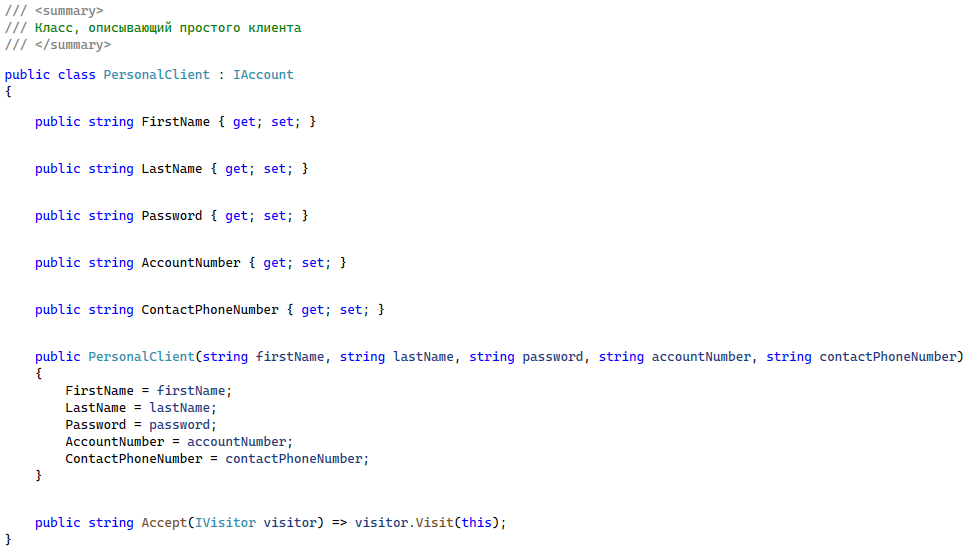 /// <summary>
/// Класс, описывающий простого клиента
/// </summary>
public class PersonalClient : IAccount
{
    public string FirstName { get; set; }
    public string LastName { get; set; }
    public string Password { get; set; }
    public string AccountNumber { get; set; }
    public string ContactPhoneNumber { get; set; }
    public PersonalClient(string firstName, string lastName, string password, string accountNumber, string contactPhoneNumber)
    {
        FirstName = firstName;
        LastName = lastName;
        Password = password;
        AccountNumber = accountNumber;
        ContactPhoneNumber = contactPhoneNumber;
    }
    public string Accept(IVisitor visitor) => visitor.Visit(this);
}